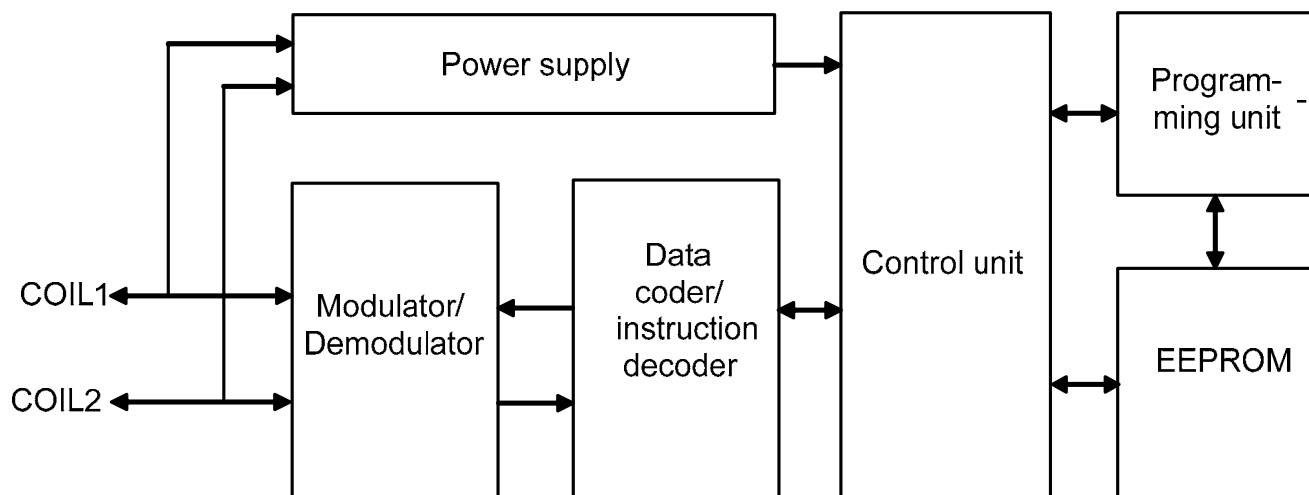 Power supply
Program-
ming unit
COIL1
COIL2
Modulator/
Demodulator
Data
coder/
instruction
decoder
Control unit
EEPROM